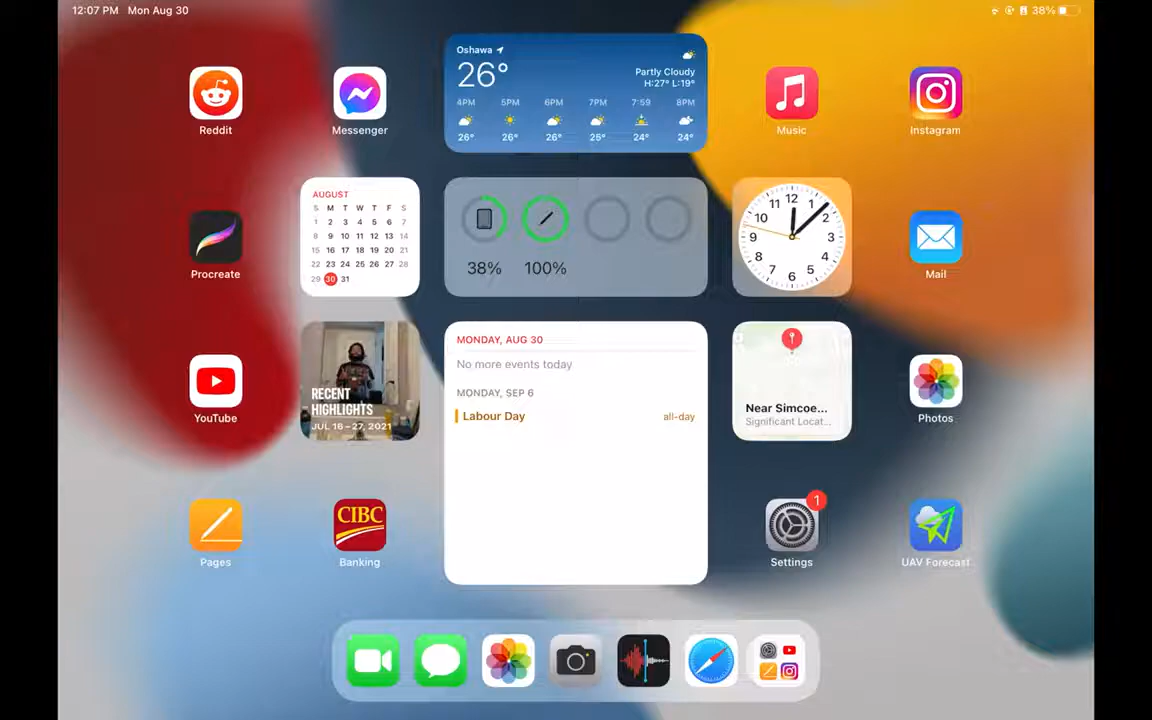 12:07 PM Mon Aug 30
38%
Oshawa
26°
Partly Cloudy
H:27° L:19°
4PM 5PM 6PM 7PM 7:59 8PM
26° 26° 26° 25° 24° 24°
Reddit
Messenger
Music
Instagram
AUGUST
S M T W T F S
1 2 3 4 5 6 7
8 9 10 11 12 13 14
15 16 17 18 19 20 21
22 23 24 25 26 27 28
29 30 31
38% 100%
12 1 2 3 4 5 6 7 8 9 10 11
Procreate
Mail
RECENT
HIGHLIGHTS
JUL 16–27, 2021
MONDAY, AUG 30
No more events today
MONDAY, SEP 6
Labour Day all-day
Near Simcoe...
Significant Locat...
YouTube
Photos
CIBC
1
Pages
Banking
Settings
UAV Forecast